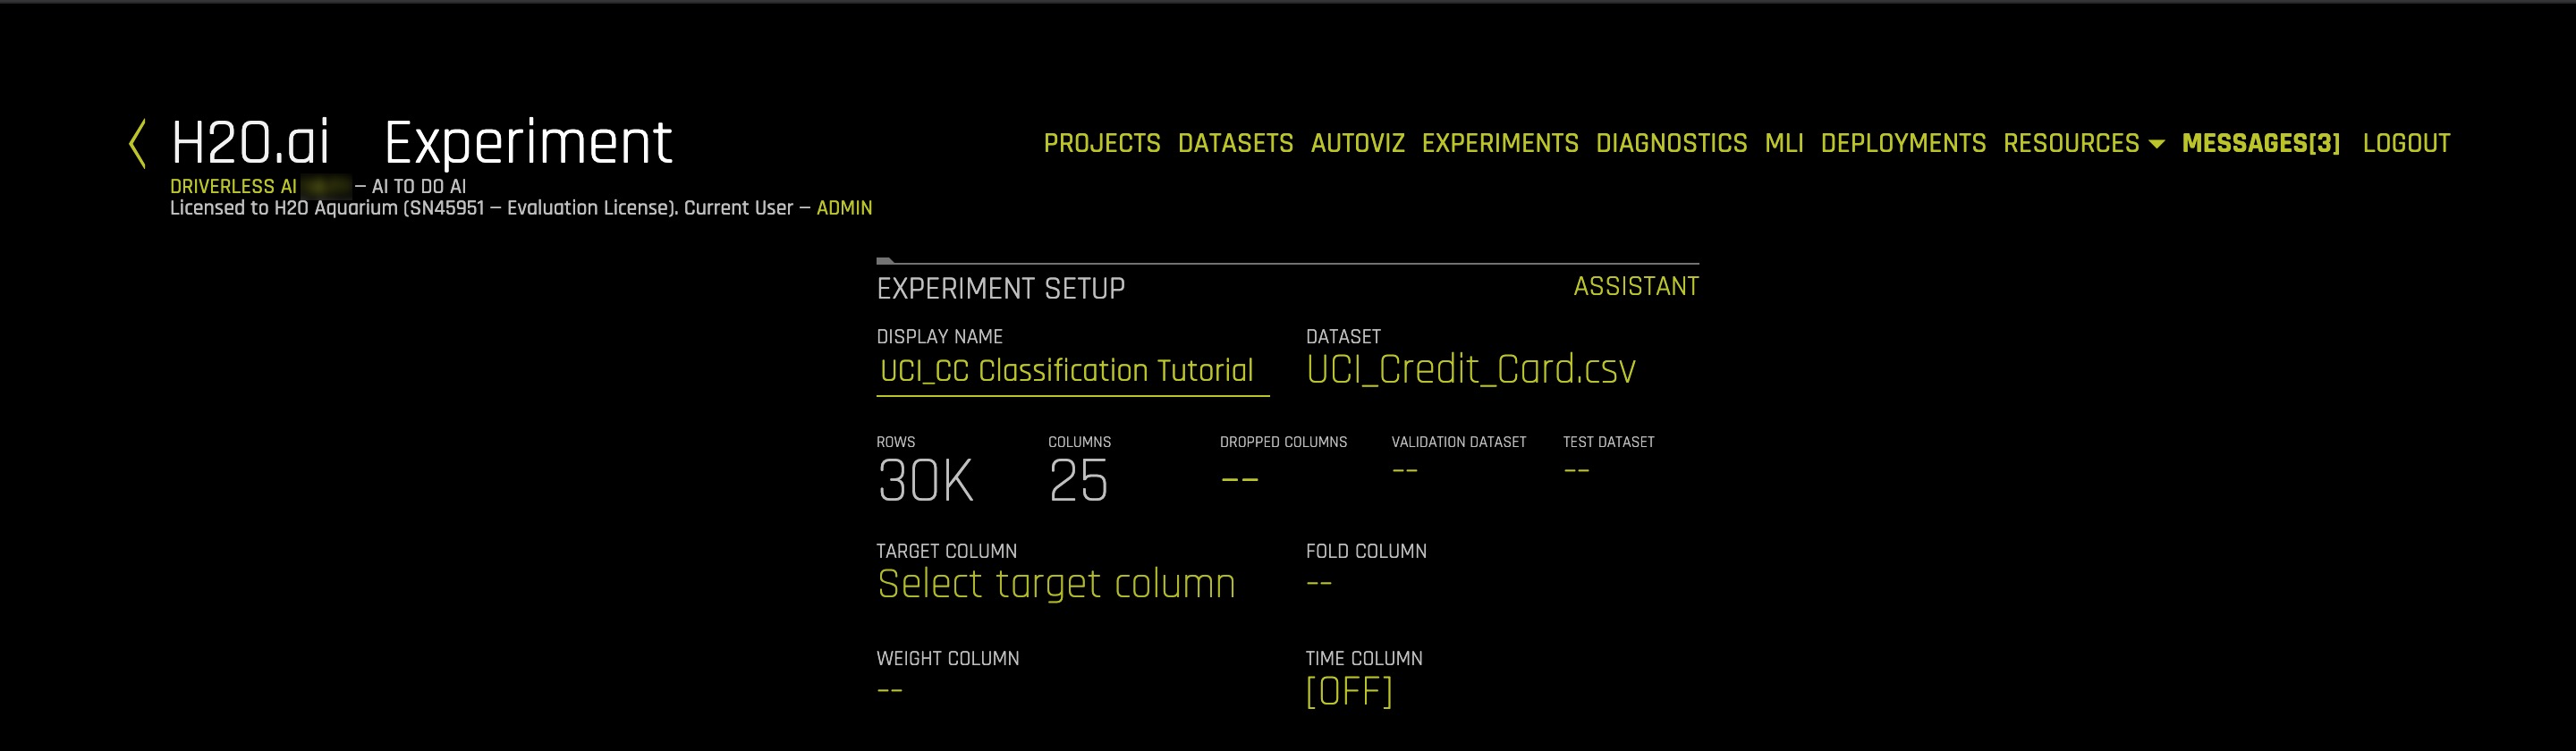 H2O.ai Experiment
PROJECTS DATASETS AUTOVIZ EXPERIMENTS DIAGNOSTICS MLI DEPLOYMENTS RESOURCES MESSAGES[3] LOGOUT
DRIVERLESS AI — AI TO DO AI
Licensed to H2O Aquarium (SN45951 — Evaluation License). Current User — ADMIN
EXPERIMENT SETUP ASSISTANT
DISPLAY NAME DATASET
UCI_CC Classification Tutorial UCI_Credit_Card.csv
ROWS COLUMNS DROPPED COLUMNS VALIDATION DATASET TEST DATASET
30K 25 -- -- --
TARGET COLUMN FOLD COLUMN
Select target column --
WEIGHT COLUMN TIME COLUMN
-- [OFF]